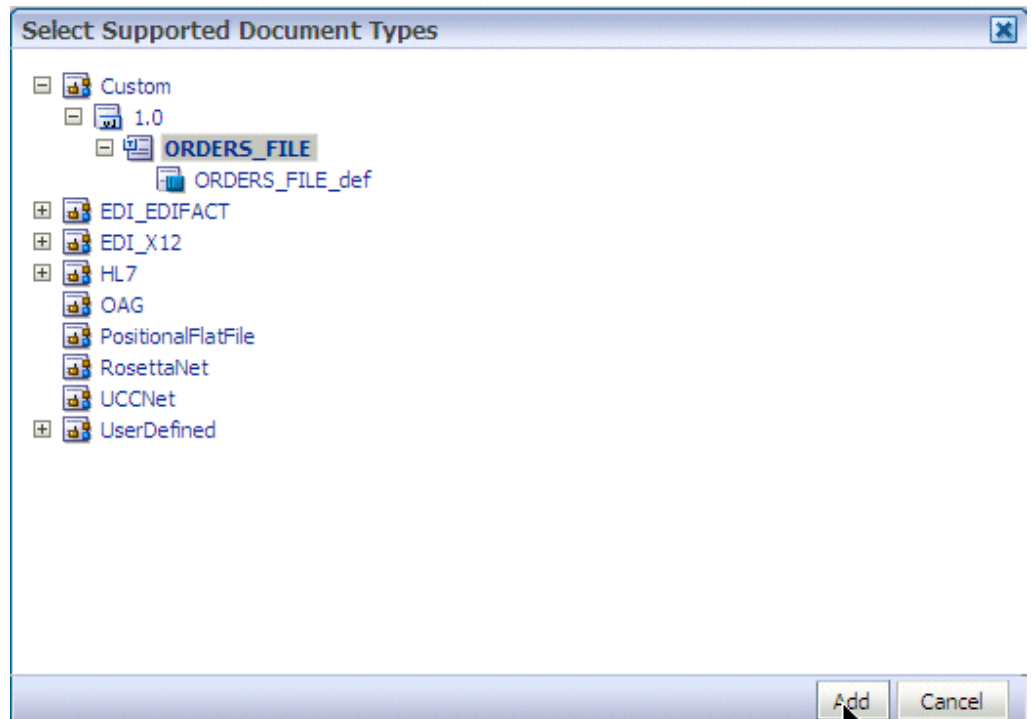 Select Supported Document Types
Custom
1.0
ORDERS_FILE
ORDERS_FILE_def
EDI_EDIFACT
EDI_X12
HL7
OAG
PositionalFlatFile
RosettaNet
UCCNet
UserDefined
Add Cancel